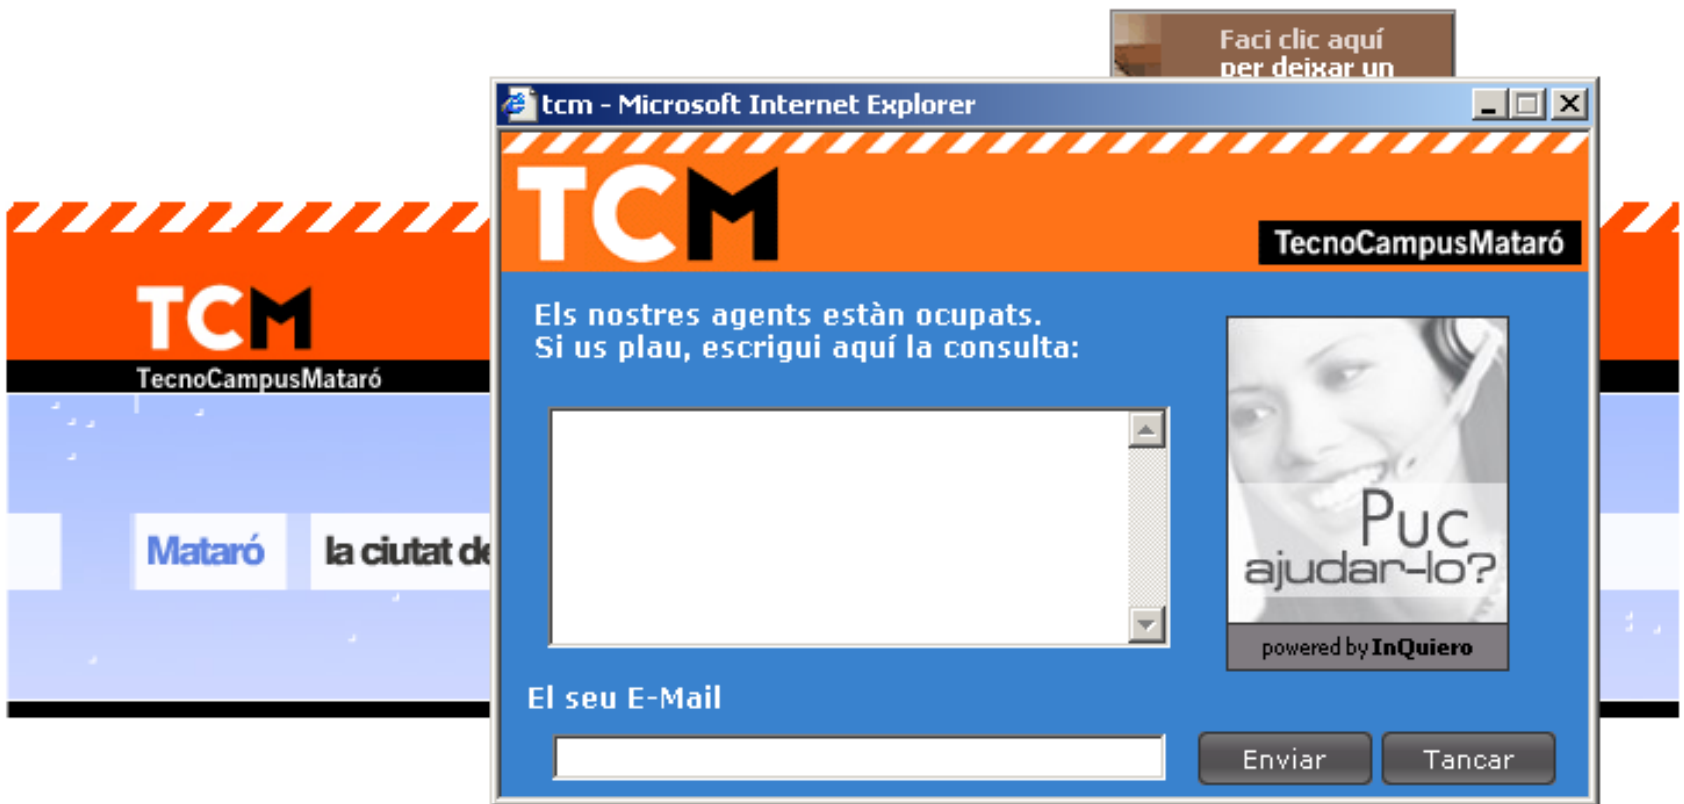 Faci clic aquí
per deixar un
tcm - Microsoft Internet Explorer
TCM
TecnoCampusMataró
TCM
TecnoCampusMataró
Els nostres agents estàn ocupats.
Si us plau, escrigui aquí la consulta:
Mataró
la ciutat de
Puc
ajudar-lo?
powered by InQuiero
El seu E-Mail
Enviar
Tancar